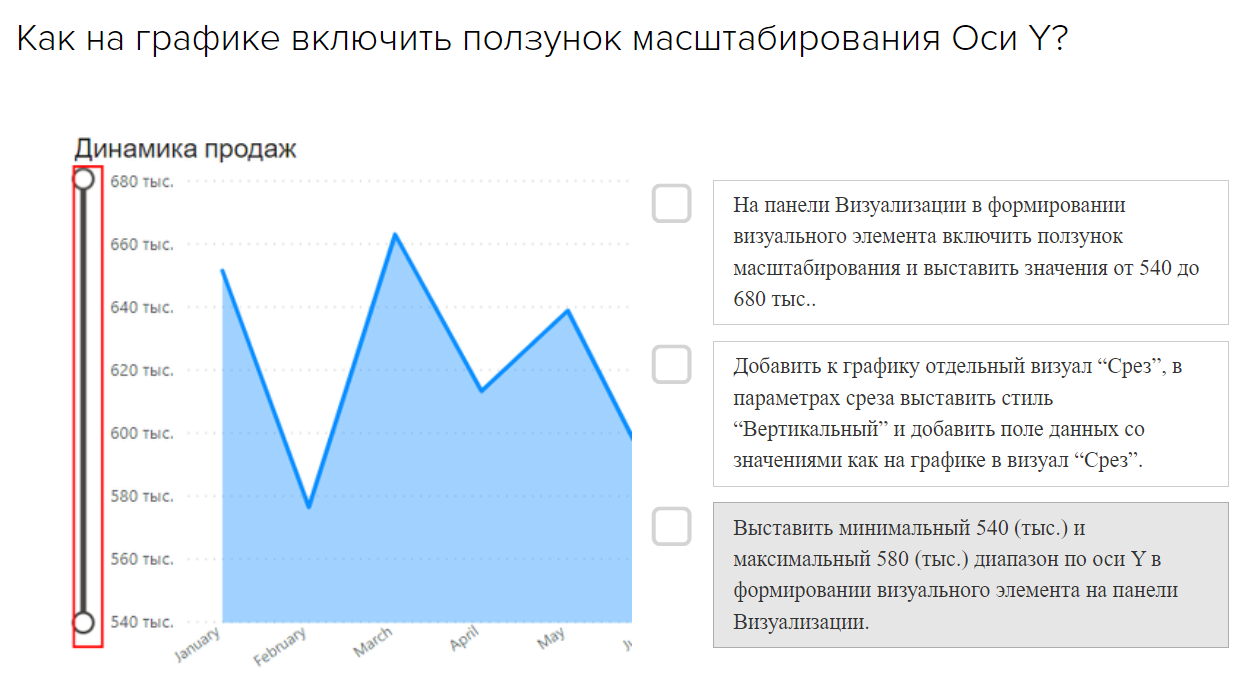 Как на графике включить ползунок масштабирования Оси Y?
Динамика продаж
680 тыс.
660 тыс.
640 тыс.
620 тыс.
600 тыс.
580 тыс.
560 тыс.
540 тыс.
January
February
March
April
May
На панели Визуализации в формировании
визуального элемента включить ползунок
масштабирования и выставить значения от 540 до
680 тыс..
Добавить к графику отдельный визуал “Срез”, в
параметрах среза выставить стиль
“Вертикальный” и добавить поле данных со
значениями как на графике в визуал “Срез”.
Выставить минимальный 540 (тыс.) и
максимальный 580 (тыс.) диапазон по оси Y в
формировании визуального элемента на панели
Визуализации.